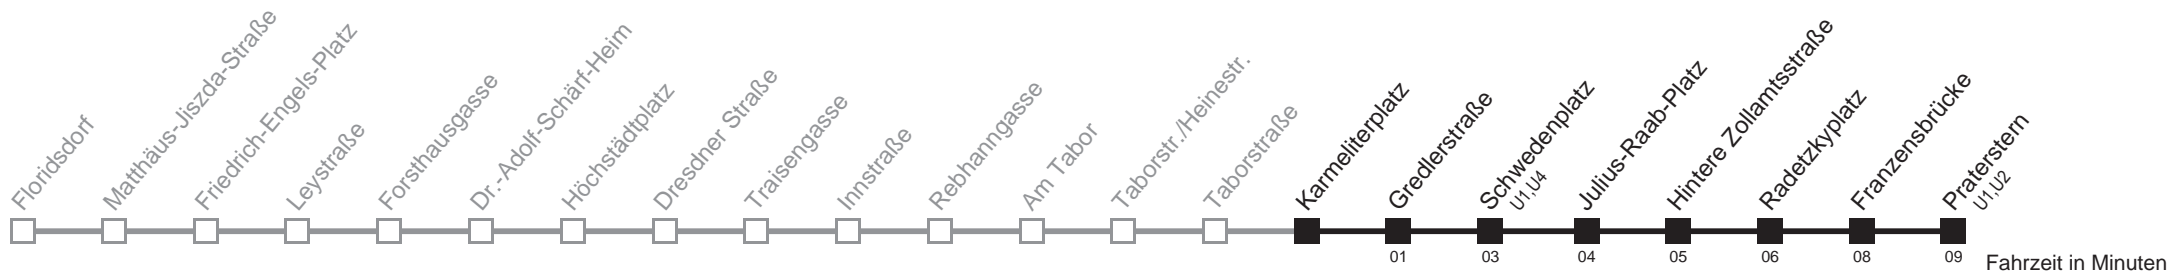 Floridsdorf
Matthäus-Jiszda-Straße
Friedrich-Engels-Platz
Leystraße
Forsthausgasse
Dr.-Adolf-Schärf-Heim
Höchstädtplatz
Dresdner Straße
Traisengasse
Innstraße
Rebhanngasse
Am Tabor
Taborstr./Heinestr.
Taborstraße
Karmeliterplatz
Gredlerstraße
01
Schwedenplatz
U1,U4
03
Julius-Raab-Platz
04
Hintere Zollamtsstraße
05
Radetzkyplatz
06
Franzensbrücke
08
Praterstern
U1,U2
09
Fahrzeit in Minuten